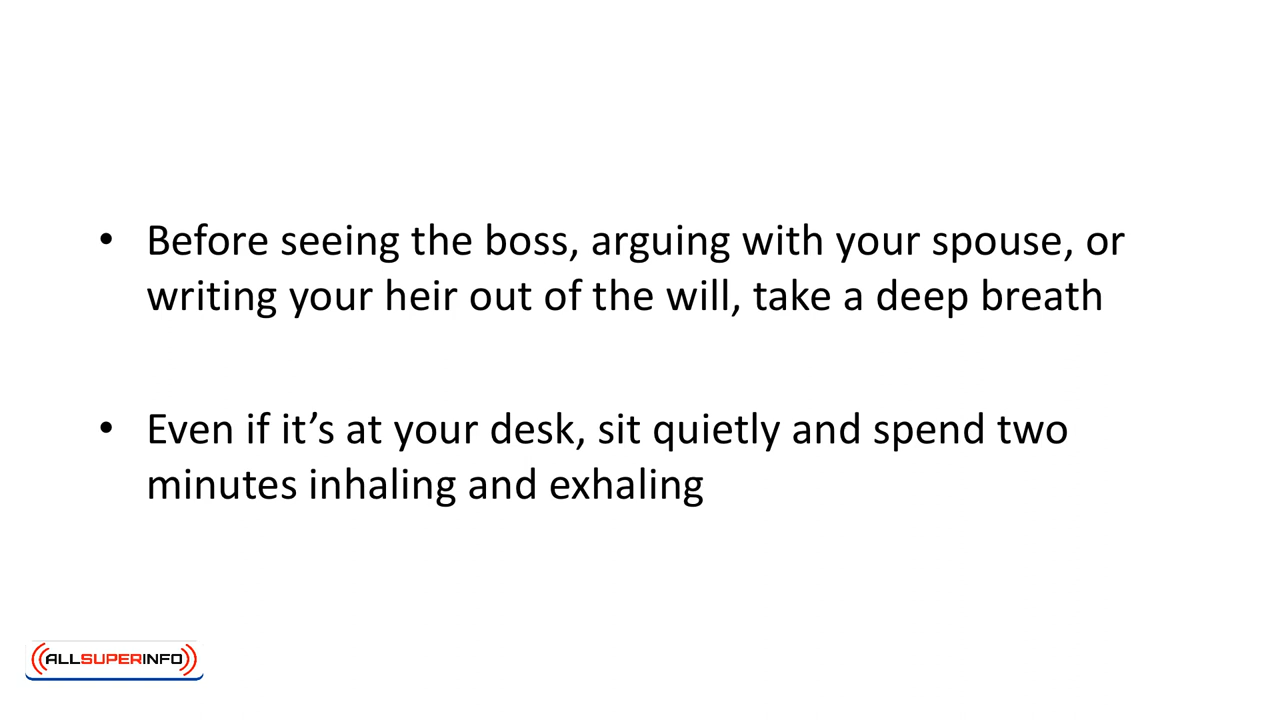 • Before seeing the boss, arguing with your spouse, or
writing your heir out of the will, take a deep breath
• Even if it’s at your desk, sit quietly and spend two
minutes inhaling and exhaling
ALLSUPERINFO